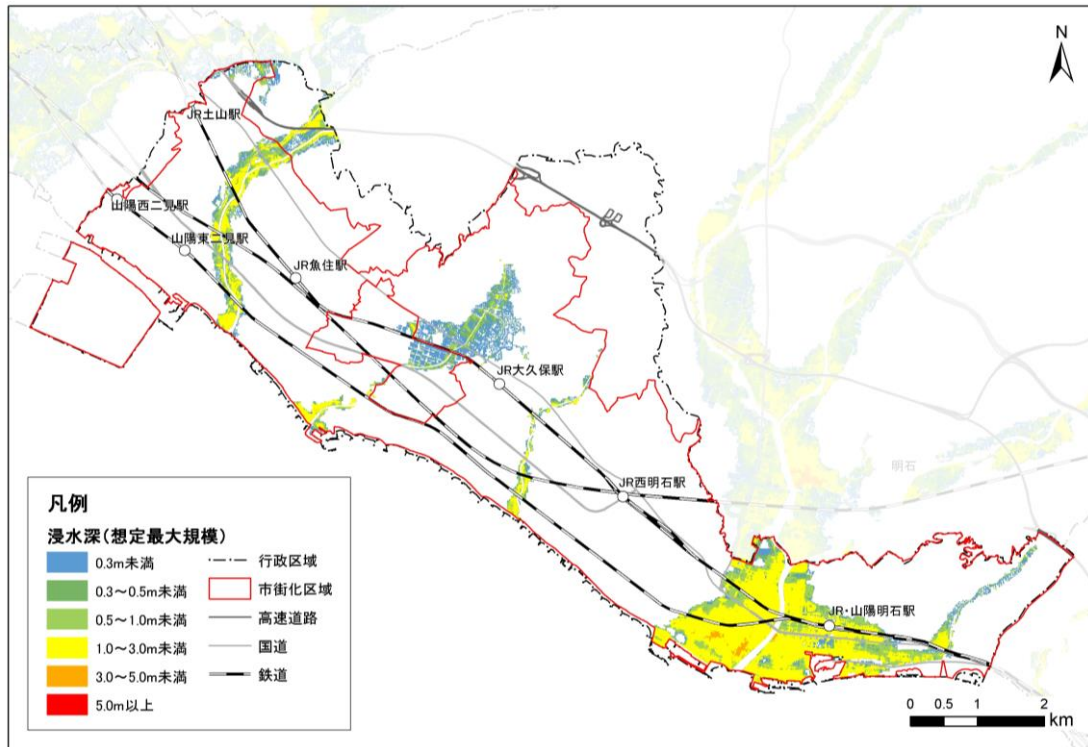 N
JR土山駅
山陽西二見駅
山陽東二見駅
JR魚住駅
JR大久保駅
明石
JR西明石駅
JR・山陽明石駅
凡例
浸水深(想定最大規模)
0.3m未満
0.3～0.5m未満
0.5～1.0m未満
1.0～3.0m未満
3.0～5.0m未満
5.0m以上
行政区域
市街化区域
高速道路
国道
鉄道
0 0.5 1 2
km